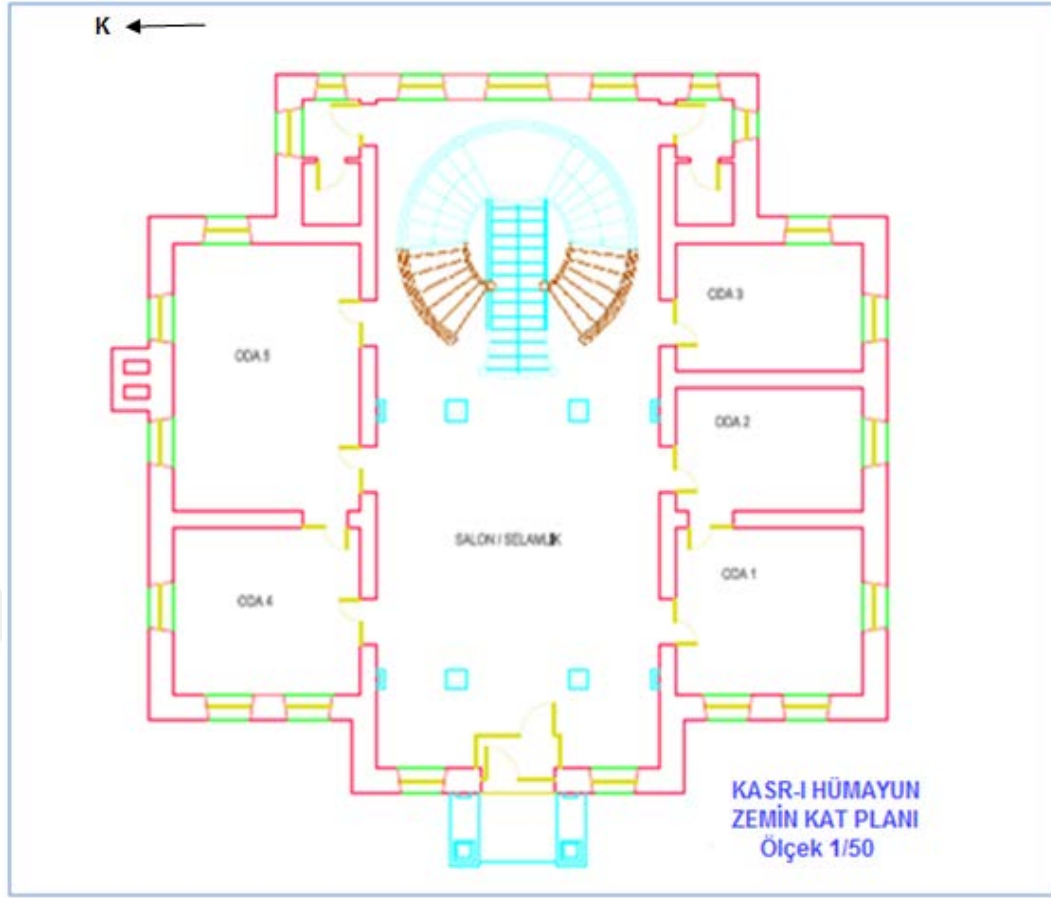 K
ODA 3
ODA 5
ODA 2
SALON / SELAMLIK
ODA 1
ODA 4
KASR-I HÜMAYUN
ZEMİN KAT PLANI
Ölçek 1/50